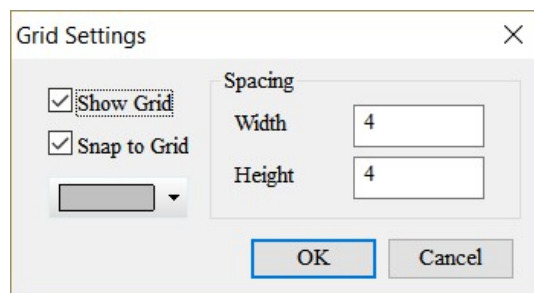 Grid Settings
Show Grid
Snap to Grid
Spacing
Width 4
Height 4
OK Cancel